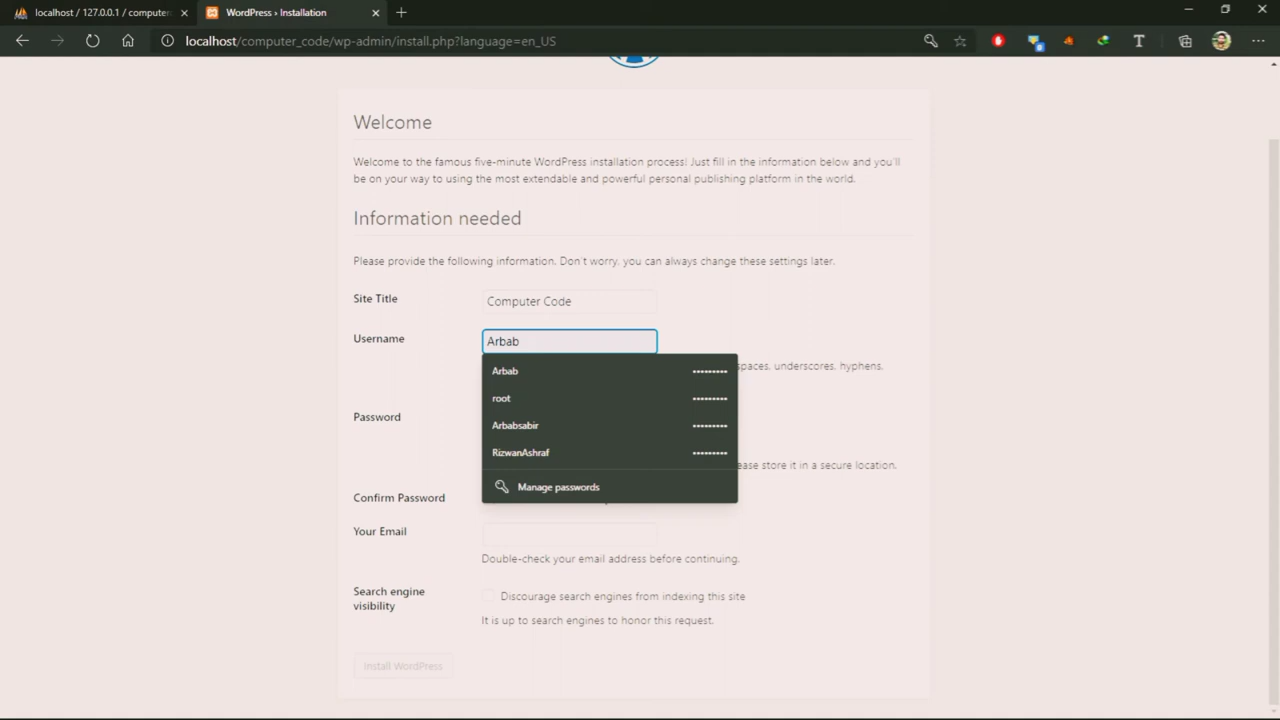 localhost / 127.0.0.1 / computer
WordPress › Installation
localhost/computer_code/wp-admin/install.php?language=en_US
Welcome
Welcome to the famous five-minute WordPress installation process! Just fill in the information below and you'll
be on your way to using the most extendable and powerful personal publishing platform in the world.
Information needed
Please provide the following information. Don't worry, you can always change these settings later.
Site Title
Computer Code
Username
Arbab
spaces, underscores, hyphens,
Arbab •••••••••
root •••••••••
Password
Arbabsabir •••••••••
RizwanAshraf •••••••••
store it in a secure location.
Manage passwords
Confirm Password
Your Email
Double-check your email address before continuing.
Search engine
visibility
Discourage search engines from indexing this site
It is up to search engines to honor this request.
Install WordPress